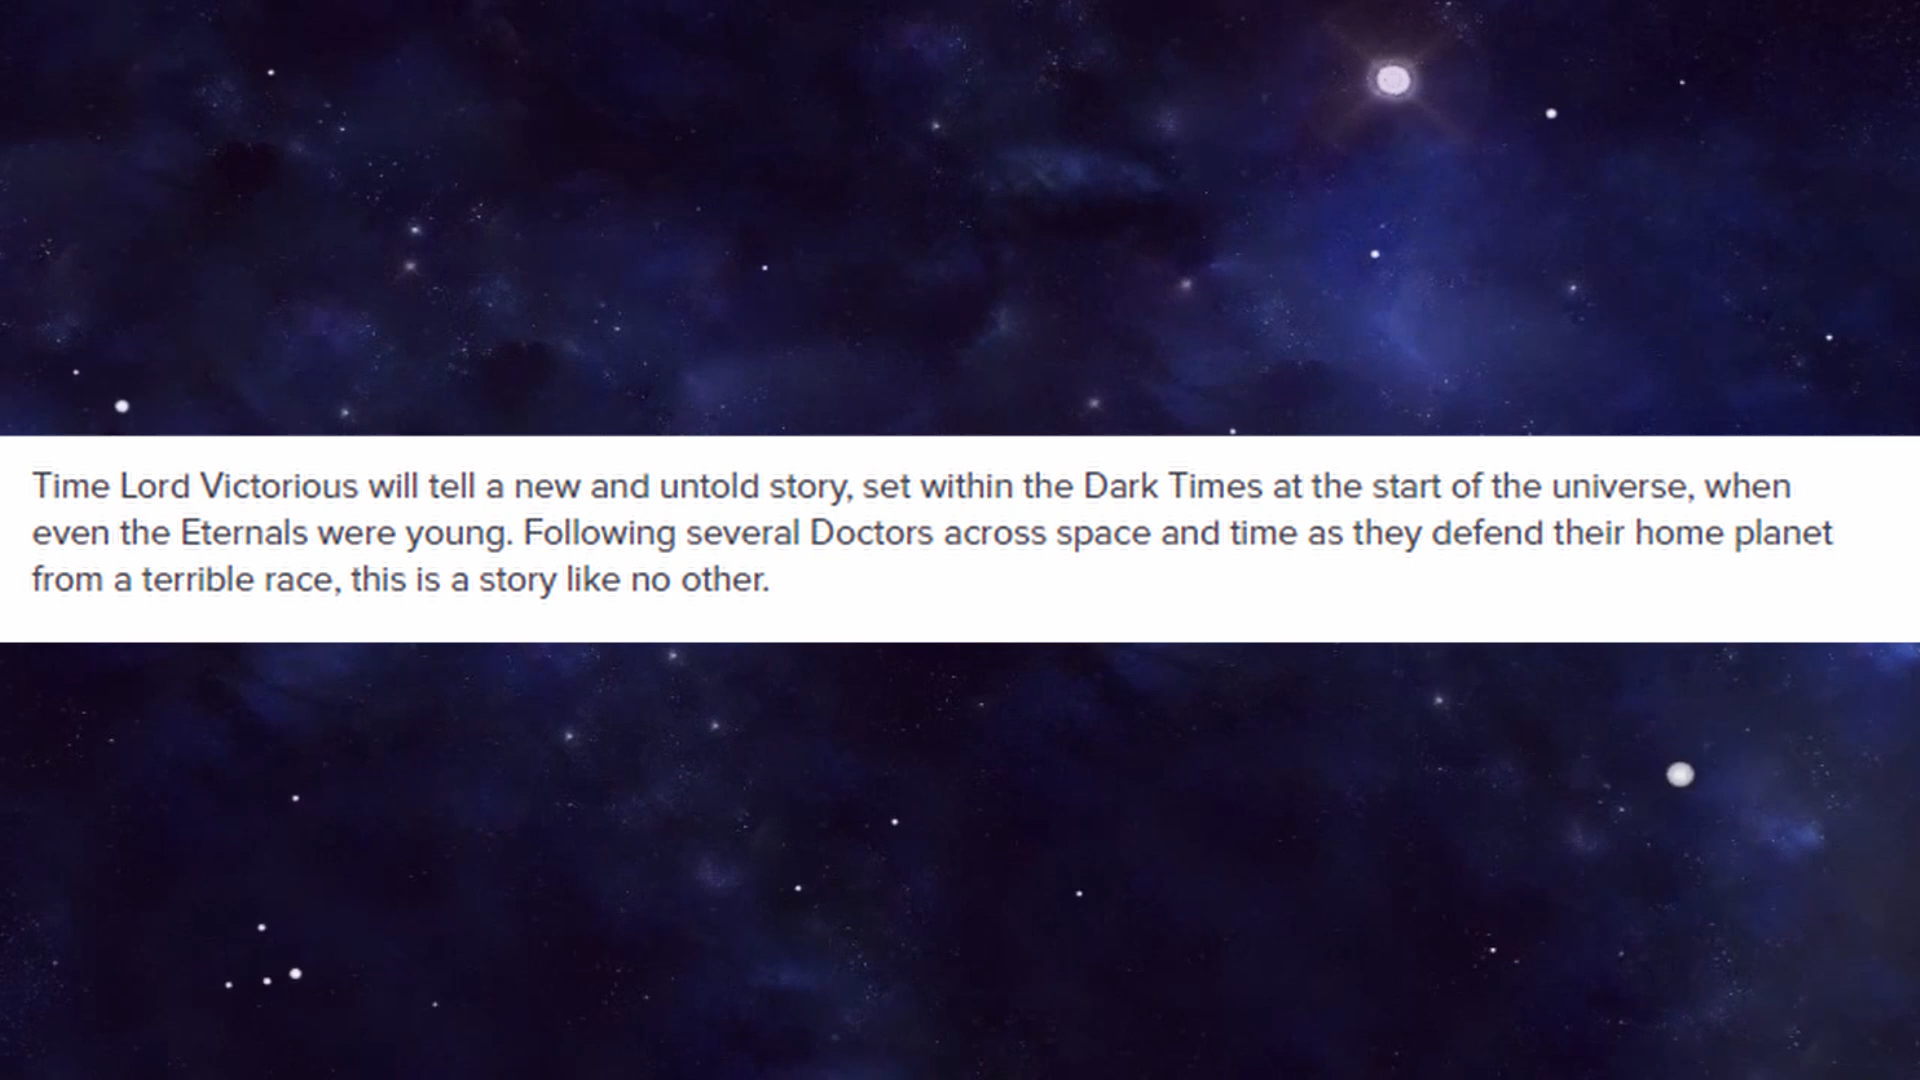 Time Lord Victorious will tell a new and untold story, set within the Dark Times at the start of the universe, when
even the Eternals were young. Following several Doctors across space and time as they defend their home planet
from a terrible race, this is a story like no other.